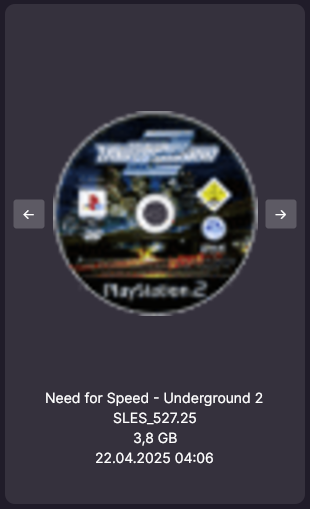 PlayStation 2
←
→
Need for Speed - Underground 2
SLES_527.25
3,8 GB
22.04.2025 04:06